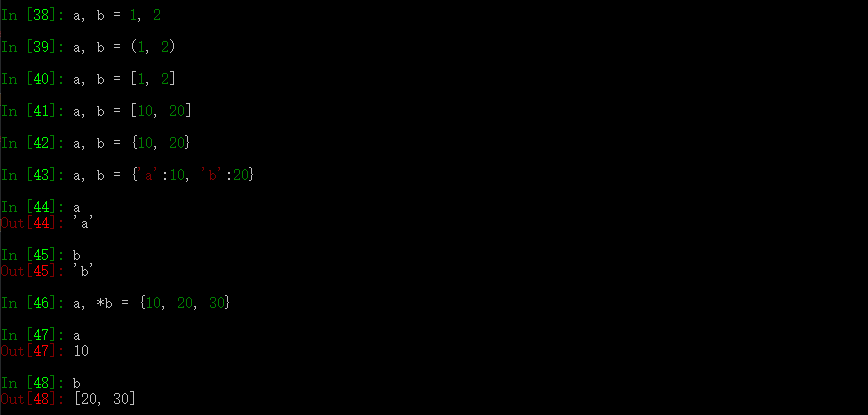 In [38]: a, b = 1, 2
In [39]: a, b = (1, 2)
In [40]: a, b = [1, 2]
In [41]: a, b = [10, 20]
In [42]: a, b = {10, 20}
In [43]: a, b = {'a':10, 'b':20}
In [44]: a
Out[44]: 'a'
In [45]: b
Out[45]: 'b'
In [46]: a, *b = {10, 20, 30}
In [47]: a
Out[47]: 10
In [48]: b
Out[48]: [20, 30]